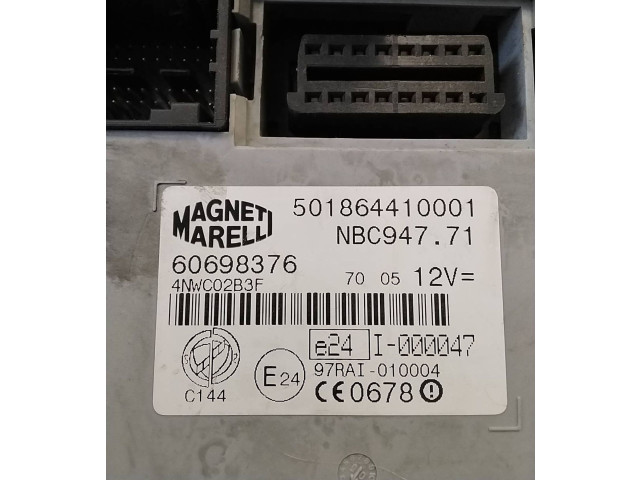 MAGNETI MARELLI
501864410001
NBC947.71
60698376
4NWC02B3F
70 05 12V=
e24 I-000047
97RAI-010004
C144
E24
CE0678